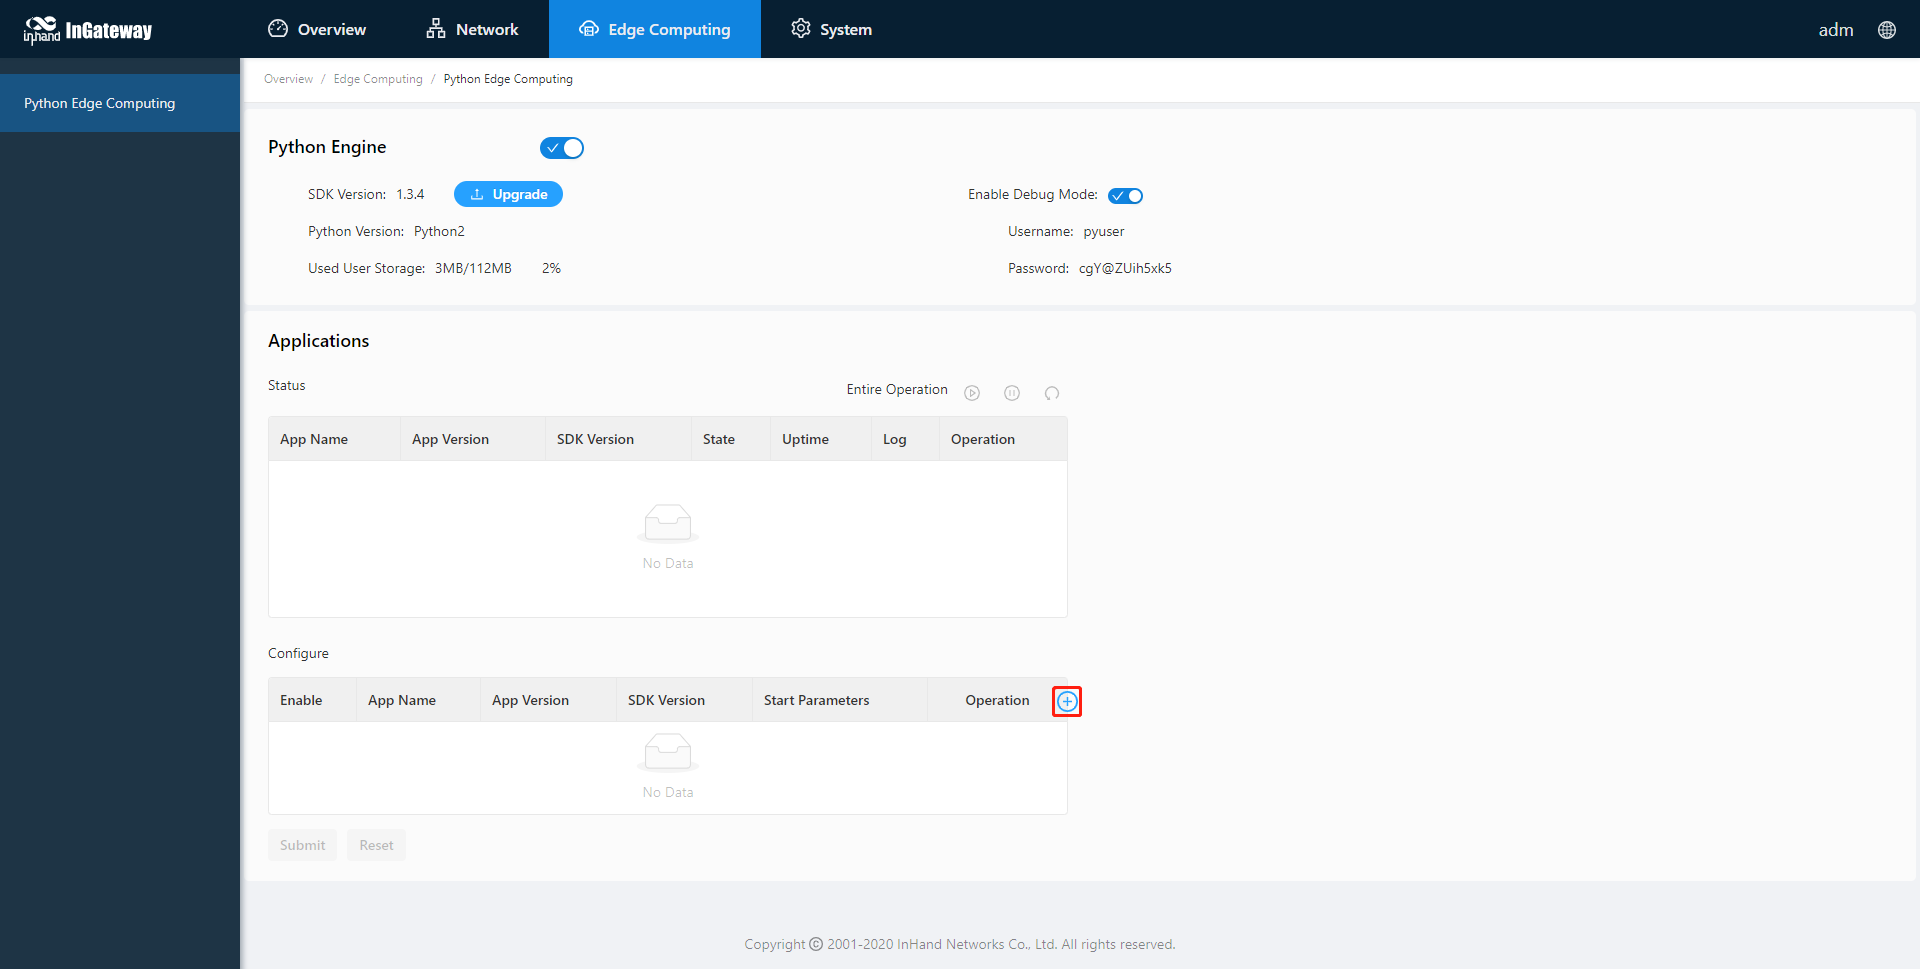 inhand InGateway
Overview
Network
Edge Computing
System
adm
Python Edge Computing
Overview / Edge Computing / Python Edge Computing
Python Engine
SDK Version: 1.3.4
Upgrade
Enable Debug Mode:
Python Version: Python2
Username: pyuser
Used User Storage: 3MB/112MB 2%
Password: cgY@ZUih5xk5
Applications
Status
Entire Operation
App Name App Version SDK Version State Uptime Log Operation
No Data
Configure
Enable App Name App Version SDK Version Start Parameters Operation
No Data
Submit Reset
Copyright © 2001-2020 InHand Networks Co., Ltd. All rights reserved.